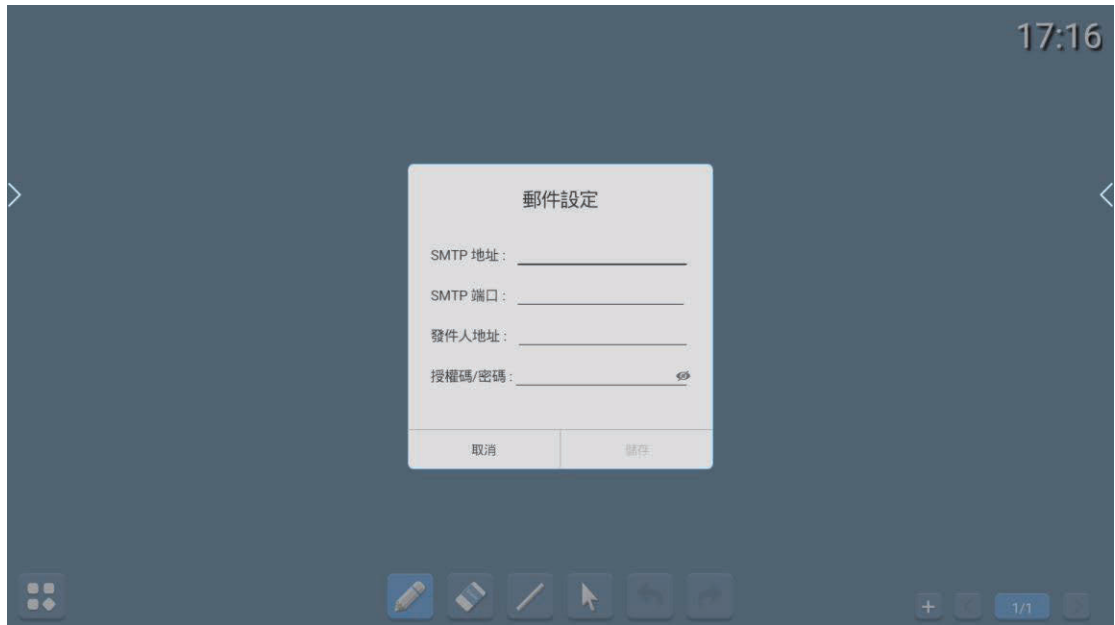 17:16
郵件設定
SMTP 地址 :
SMTP 端口 :
發件人地址 :
授權碼/密碼 :
取消
儲存
1/1